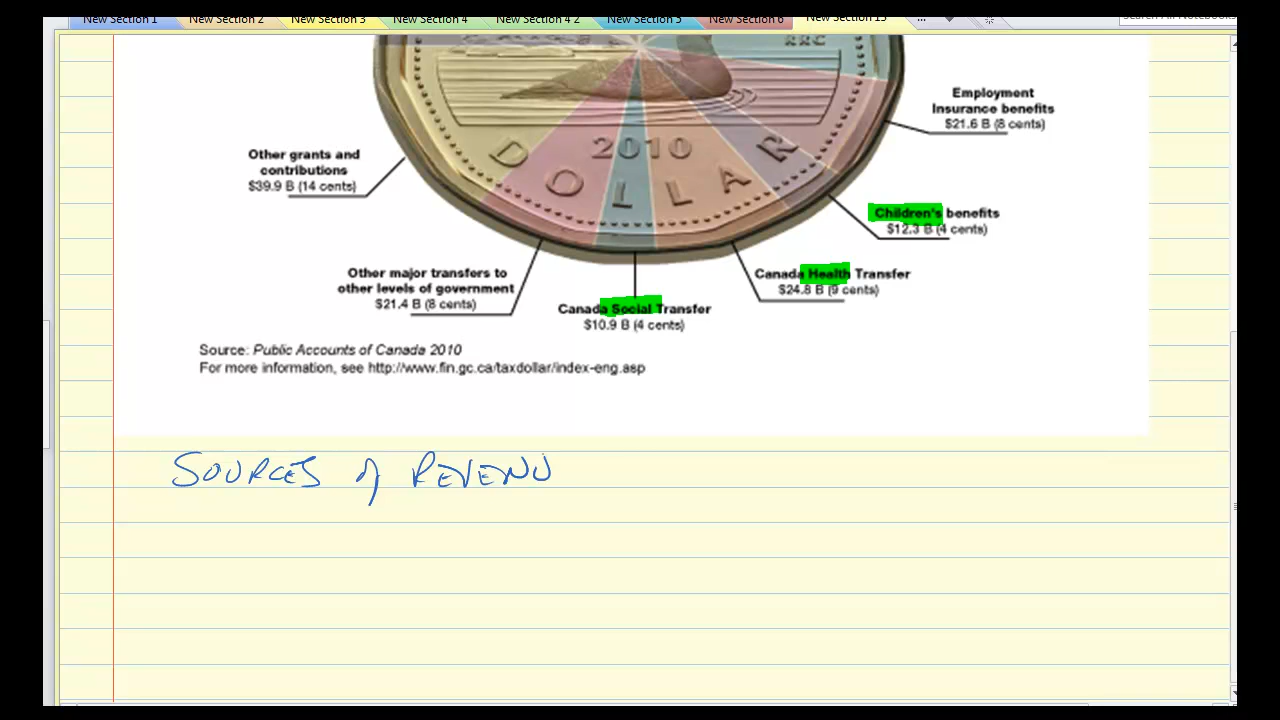 New Section 1 New Section 2 New Section 3 New Section 4 New Section 4 2 New Section 5 New Section 6 New Section 15 ...
Search All Notebooks
RRC
Employment
Insurance benefits
$21.6 B (8 cents)
2010
DOLLAR
Other grants and
contributions
$39.9 B (14 cents)
Children's benefits
$12.3 B (4 cents)
Canada Health Transfer
$24.8 B (9 cents)
Other major transfers to
other levels of government
$21.4 B (8 cents)
Canada Social Transfer
$10.9 B (4 cents)
Source: Public Accounts of Canada 2010
For more information, see http://www.fin.gc.ca/taxdollar/index-eng.asp
SOURCES of REVENU